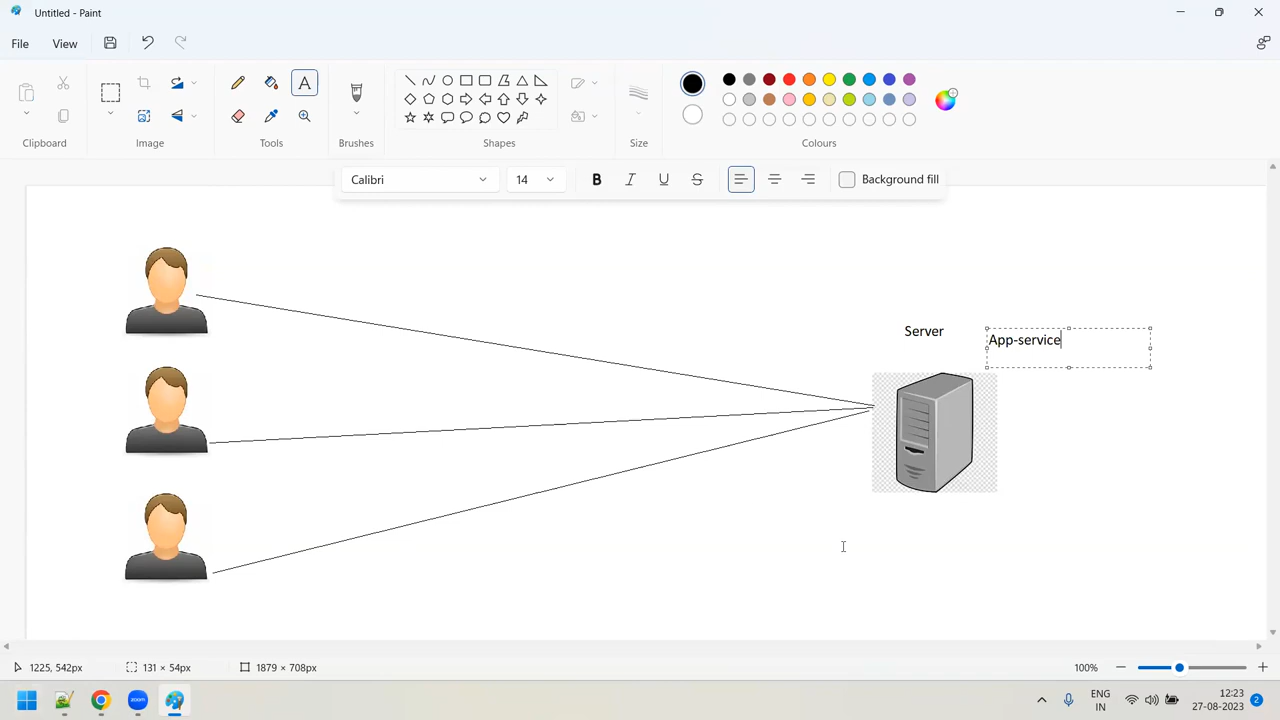 Untitled - Paint
File
View
Clipboard
Image
Tools
Brushes
Shapes
Size
Colours
Calibri
14
B
I
U
S
Background fill
Server
App-service
1225, 542px
131 × 54px
1879 × 708px
100%
zoom
ENG
IN
12:23
27-08-2023
2